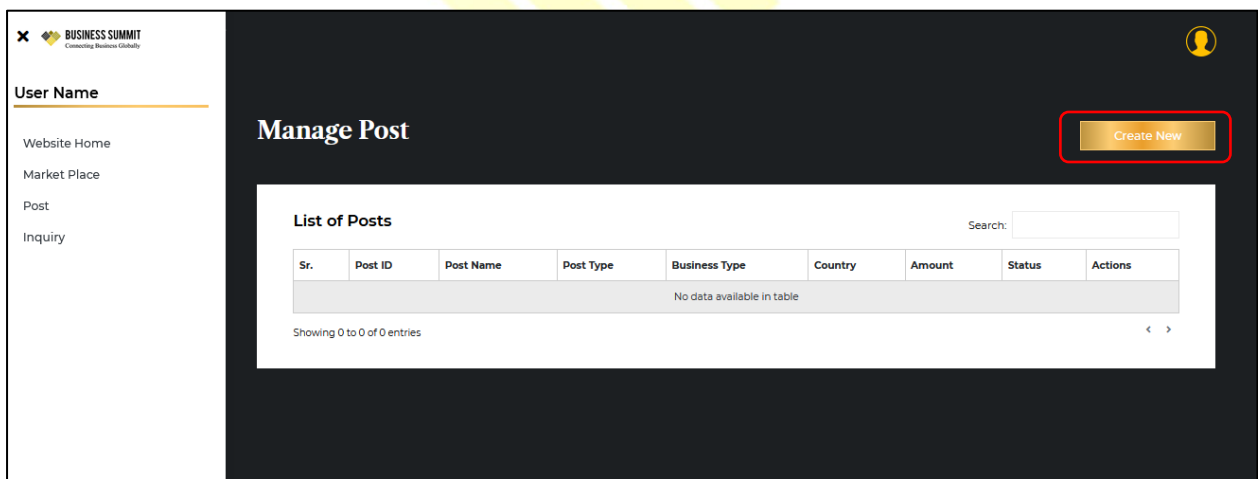 BUSINESS SUMMIT
Connecting Business Globally
User Name
Website Home
Market Place
Post
Inquiry
Manage Post
Create New
List of Posts
Search:
Sr. Post ID Post Name Post Type Business Type Country Amount Status Actions
No data available in table
Showing 0 to 0 of 0 entries